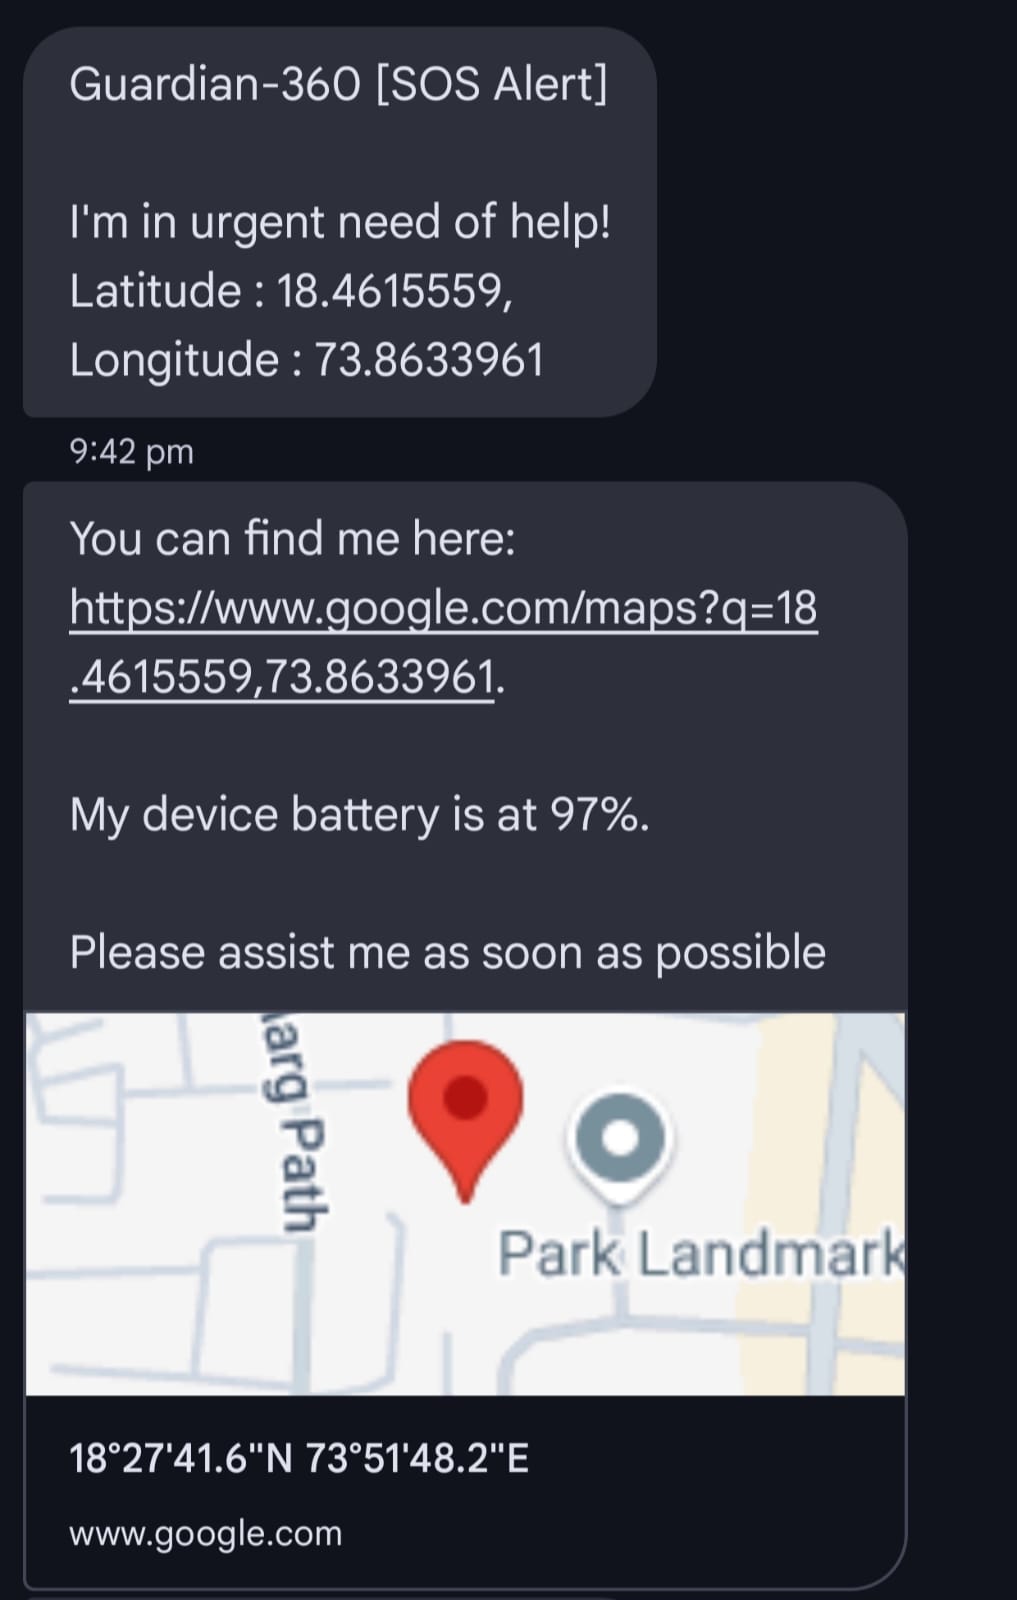 Guardian-360 [SOS Alert]
I'm in urgent need of help!
Latitude : 18.4615559,
Longitude : 73.8633961
9:42 pm
You can find me here:
https://www.google.com/maps?q=18
.4615559,73.8633961.
My device battery is at 97%.
Please assist me as soon as possible
Path
Park Landmark
18°27'41.6"N 73°51'48.2"E
www.google.com